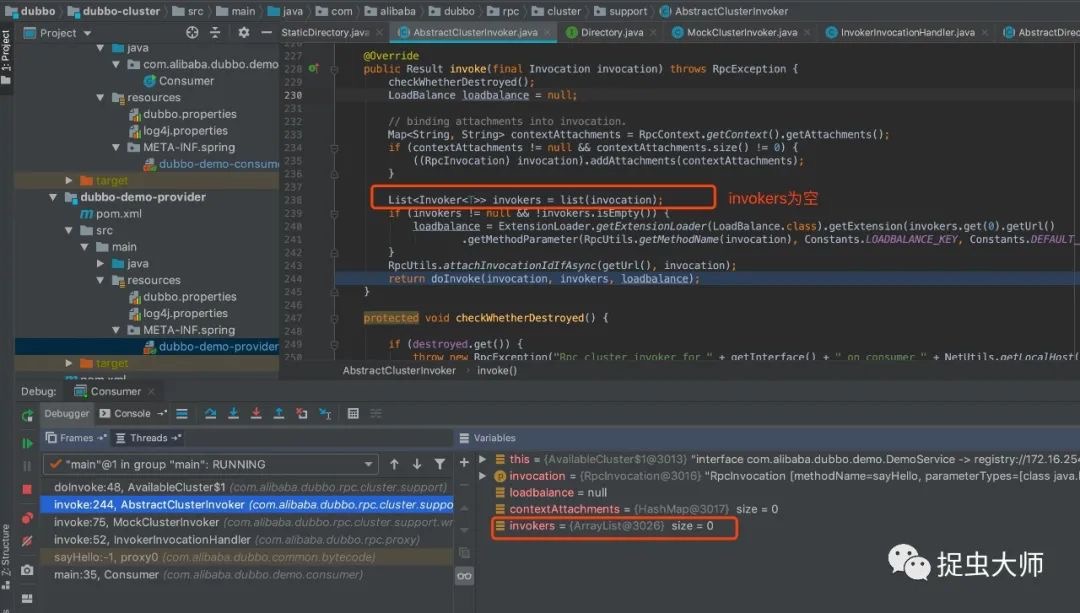 dubbo dubbo-cluster src main java com alibaba dubbo rpc cluster support AbstractClusterInvoker
1: Project
Project
StaticDirectory.java AbstractClusterInvoker.java Directory.java MockClusterInvoker.java InvokerInvocationHandler.java AbstractDirec
java
com.alibaba.dubbo.demo
Consumer
resources
dubbo.properties
log4j.properties
META-INF.spring
dubbo-demo-consum
target
dubbo-demo-provider
pom.xml
src
main
java
resources
dubbo.properties
log4j.properties
META-INF.spring
dubbo-demo-provider
target
pom.xml
227 @Override
228 public Result invoke(final Invocation invocation) throws RpcException {
229 checkWhetherDestroyed();
230 LoadBalance loadbalance = null;
231
232 // binding attachments into invocation.
233 Map<String, String> contextAttachments = RpcContext.getContext().getAttachments();
234 if (contextAttachments != null && contextAttachments.size() != 0) {
235 ((RpcInvocation) invocation).addAttachments(contextAttachments);
236 }
237
238 List<Invoker<T>> invokers = list(invocation);
invokers为空
239 if (invokers != null && !invokers.isEmpty()) {
240 loadbalance = ExtensionLoader.getExtensionLoader(LoadBalance.class).getExtension(invokers.get(0).getUrl()
241 .getMethodParameter(RpcUtils.getMethodName(invocation), Constants.LOADBALANCE_KEY, Constants.DEFAULT_
242 }
243 RpcUtils.attachInvocationIdIfAsync(getUrl(), invocation);
244 return doInvoke(invocation, invokers, loadbalance);
245 }
246
247 protected void checkWhetherDestroyed() {
248
249 if (destroyed.get()) {
250 throw new RpcException("Rpc cluster invoker for " + getInterface() + " on consumer " + NetUtils.getLocalHost(
AbstractClusterInvoker invoke()
Debug: Consumer
Debugger Console
Frames Threads
Variables
"main"@1 in group "main": RUNNING
doInvoke:48, AvailableCluster$1 (com.alibaba.dubbo.rpc.cluster.support)
invoke:244, AbstractClusterInvoker (com.alibaba.dubbo.rpc.cluster.suppo
invoke:75, MockClusterInvoker (com.alibaba.dubbo.rpc.cluster.support.wr
invoke:52, InvokerInvocationHandler (com.alibaba.dubbo.rpc.proxy)
sayHello:-1, proxy0 (com.alibaba.dubbo.common.bytecode)
main:35, Consumer (com.alibaba.dubbo.demo.consumer)
this = {AvailableCluster$1@3013} "interface com.alibaba.dubbo.demo.DemoService -> registry://172.16.254
invocation = {RpcInvocation@3016} "RpcInvocation [methodName=sayHello, parameterTypes=[class java.l
loadbalance = null
contextAttachments = {HashMap@3017} size = 0
invokers = {ArrayList@3026} size = 0
Z: Structure
捉虫大师